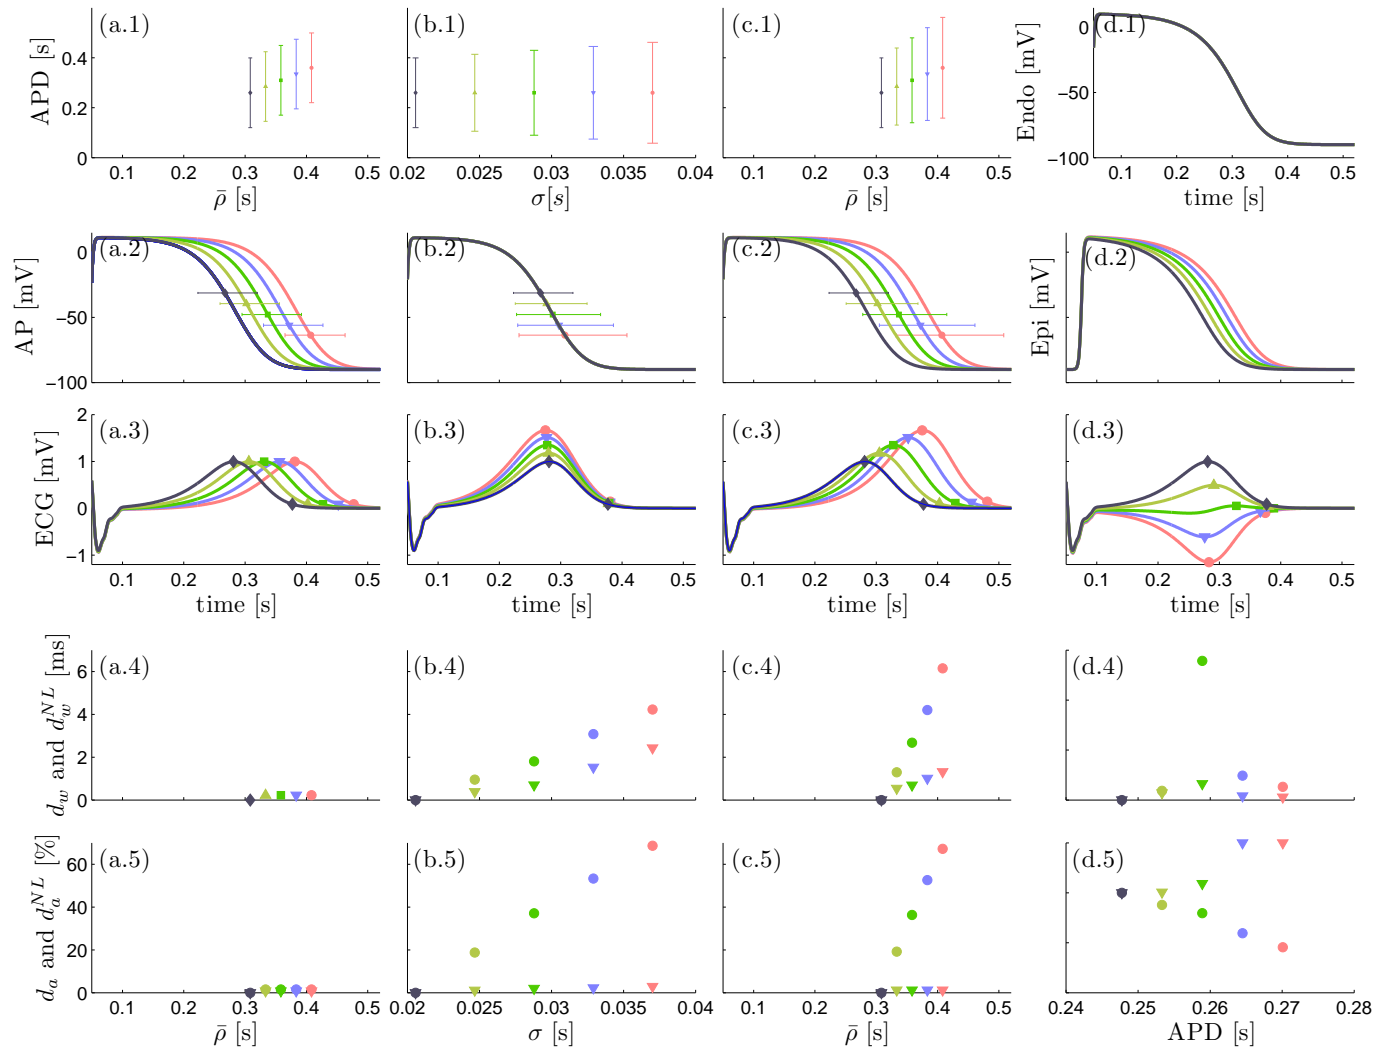 (a.1) (b.1) (c.1) (d.1)
APD [s]
0.4
0.2
0
0.1 0.2 0.3 0.4 0.5
ρ̄ [s]
0.02 0.025 0.03 0.035 0.04
σ[s]
0.1 0.2 0.3 0.4 0.5
ρ̄ [s]
Endo [mV]
0
−50
−100
0.1 0.2 0.3 0.4 0.5
time [s]
(a.2) (b.2) (c.2) (d.2)
AP [mV]
0
−50
−100
Epi [mV]
(a.3) (b.3) (c.3) (d.3)
ECG [mV]
2
1
0
−1
0.1 0.2 0.3 0.4 0.5
time [s]
0.1 0.2 0.3 0.4 0.5
time [s]
0.1 0.2 0.3 0.4 0.5
time [s]
0.1 0.2 0.3 0.4 0.5
time [s]
(a.4) (b.4) (c.4) (d.4)
d_w and d_w^{NL} [ms]
6
4
2
0
(a.5) (b.5) (c.5) (d.5)
d_a and d_a^{NL} [%]
60
40
20
0
0.1 0.2 0.3 0.4 0.5
ρ̄ [s]
0.02 0.025 0.03 0.035 0.04
σ [s]
0.1 0.2 0.3 0.4 0.5
ρ̄ [s]
0.24 0.25 0.26 0.27 0.28
APD [s]